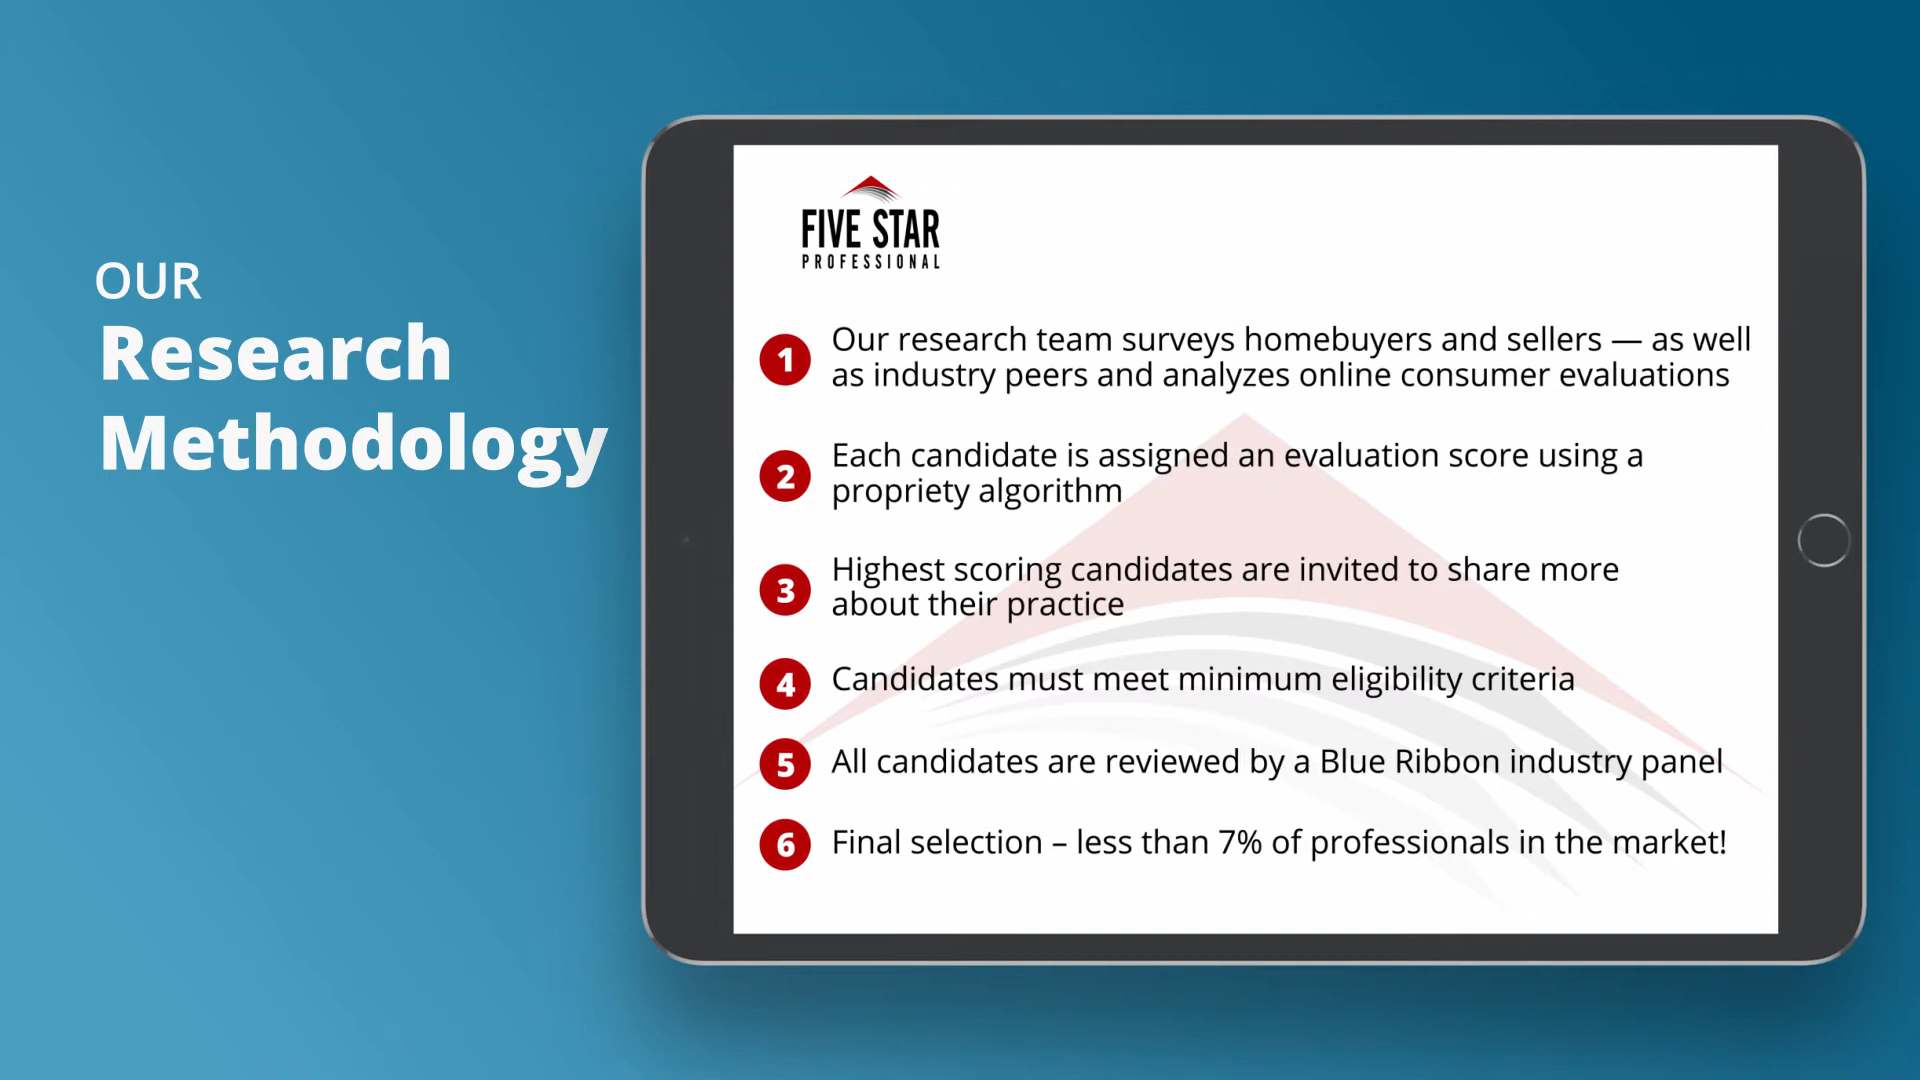 OUR
Research
Methodology
FIVE STAR
PROFESSIONAL
1 Our research team surveys homebuyers and sellers — as well
as industry peers and analyzes online consumer evaluations
2 Each candidate is assigned an evaluation score using a
propriety algorithm
3 Highest scoring candidates are invited to share more
about their practice
4 Candidates must meet minimum eligibility criteria
5 All candidates are reviewed by a Blue Ribbon industry panel
6 Final selection – less than 7% of professionals in the market!